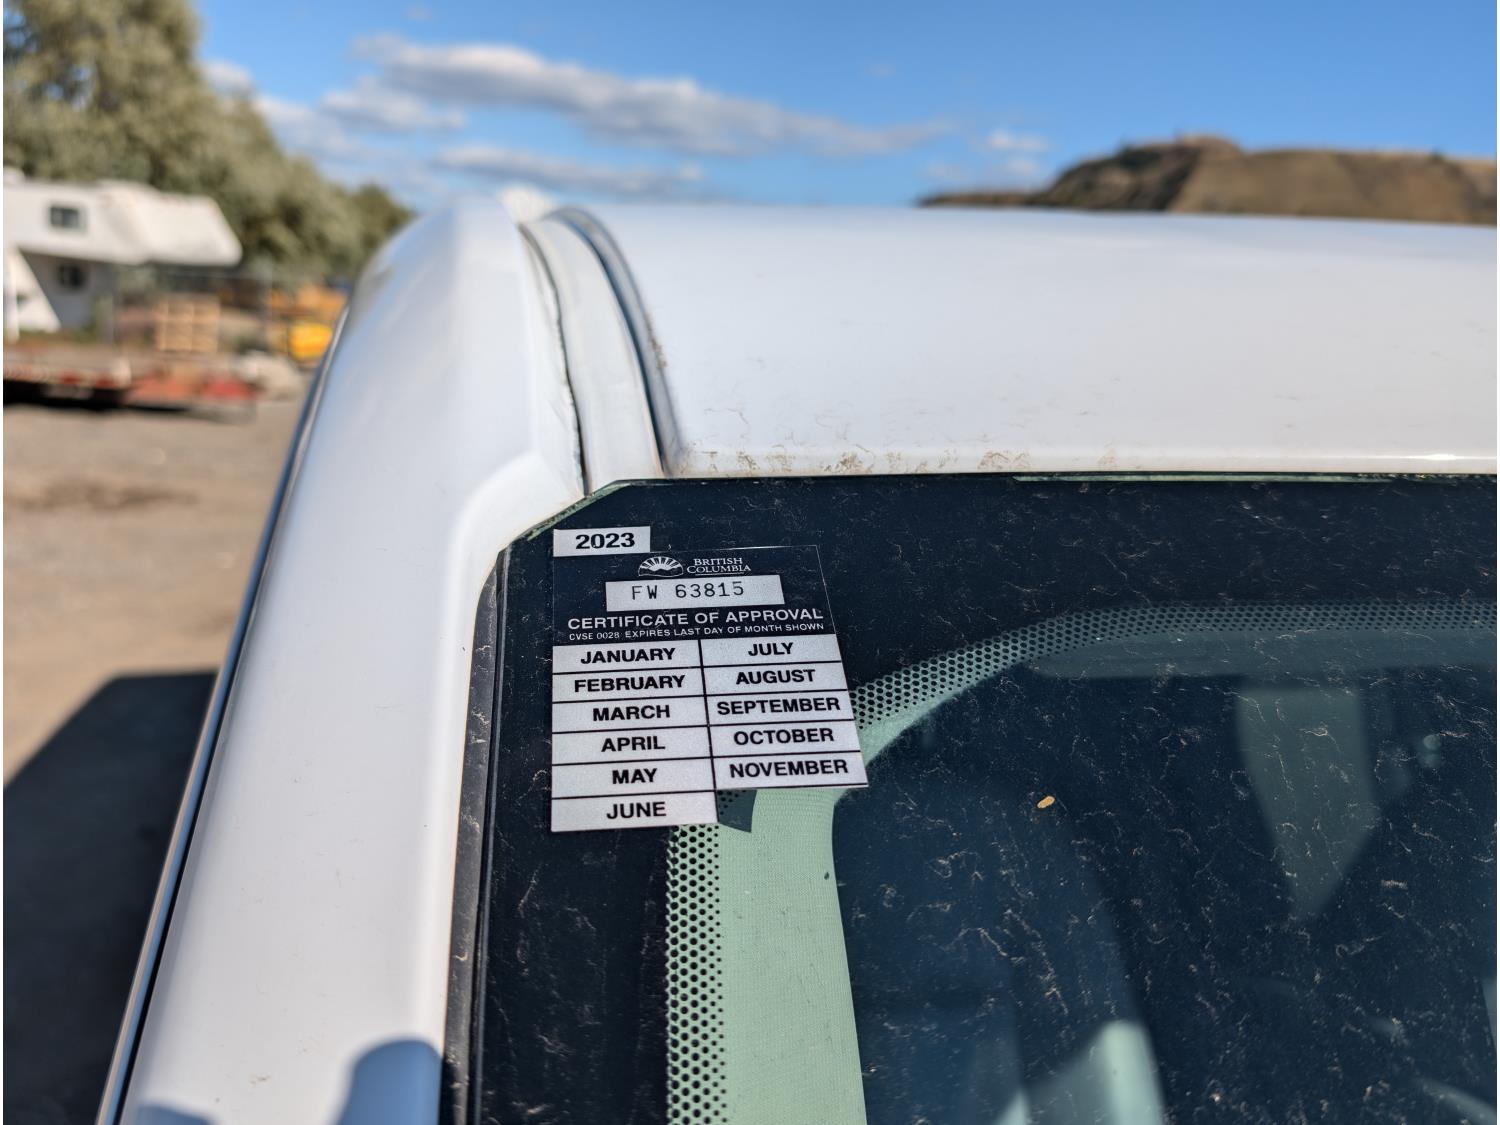 2023
BRITISH
COLUMBIA
FW 63815
CERTIFICATE OF APPROVAL
CVSE 0028 EXPIRES LAST DAY OF MONTH SHOWN
JANUARY JULY
FEBRUARY AUGUST
MARCH SEPTEMBER
APRIL OCTOBER
MAY NOVEMBER
JUNE